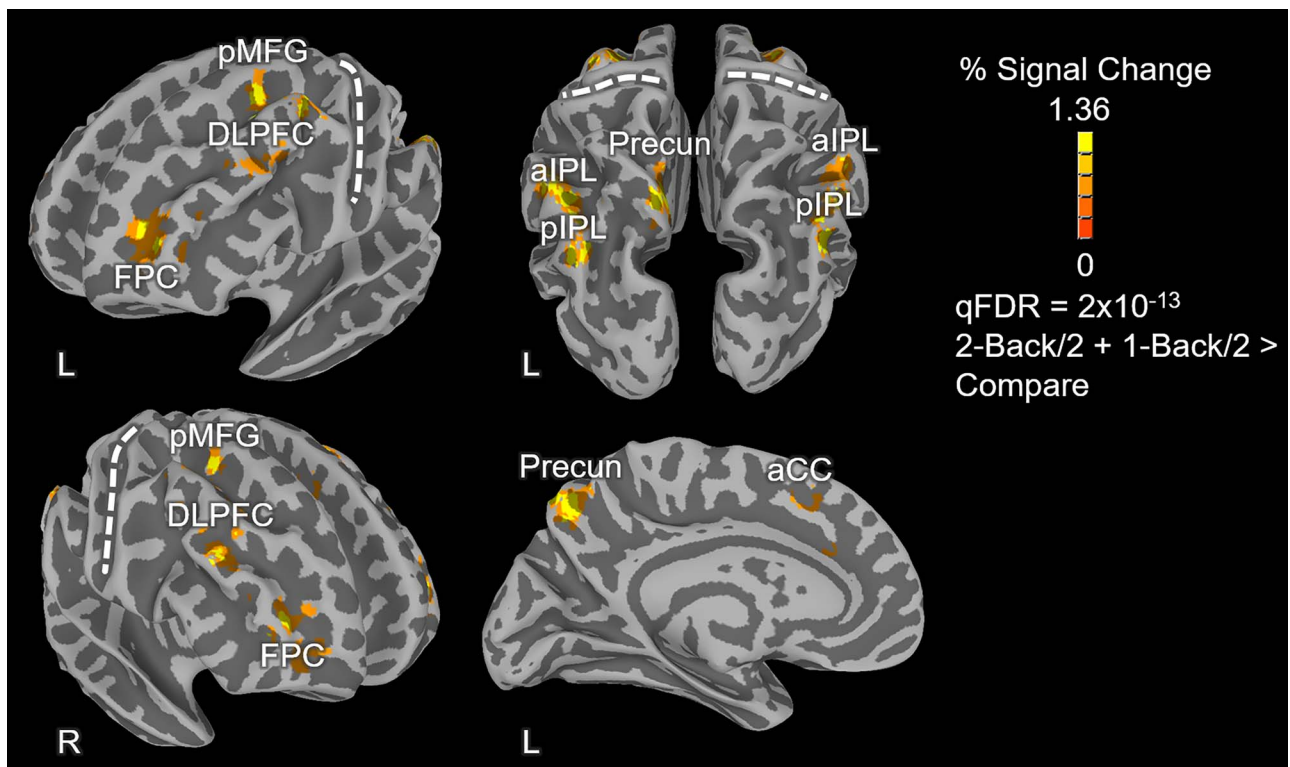 pMFG
DLPFC
FPC
L
Precun
aIPL
aIPL
pIPL
pIPL
L
% Signal Change
1.36
0
qFDR = 2x10⁻¹³
2-Back/2 + 1-Back/2 >
Compare
pMFG
DLPFC
FPC
R
Precun
aCC
L